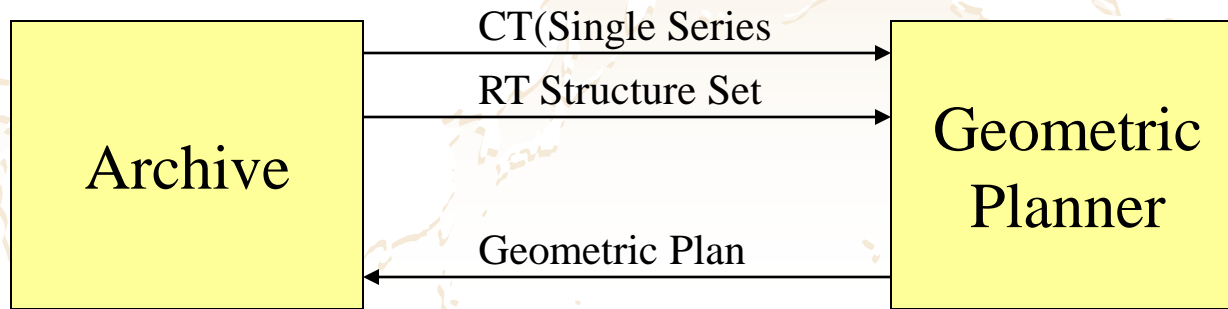 CT(Single Series
RT Structure Set
Archive
Geometric
Planner
Geometric Plan